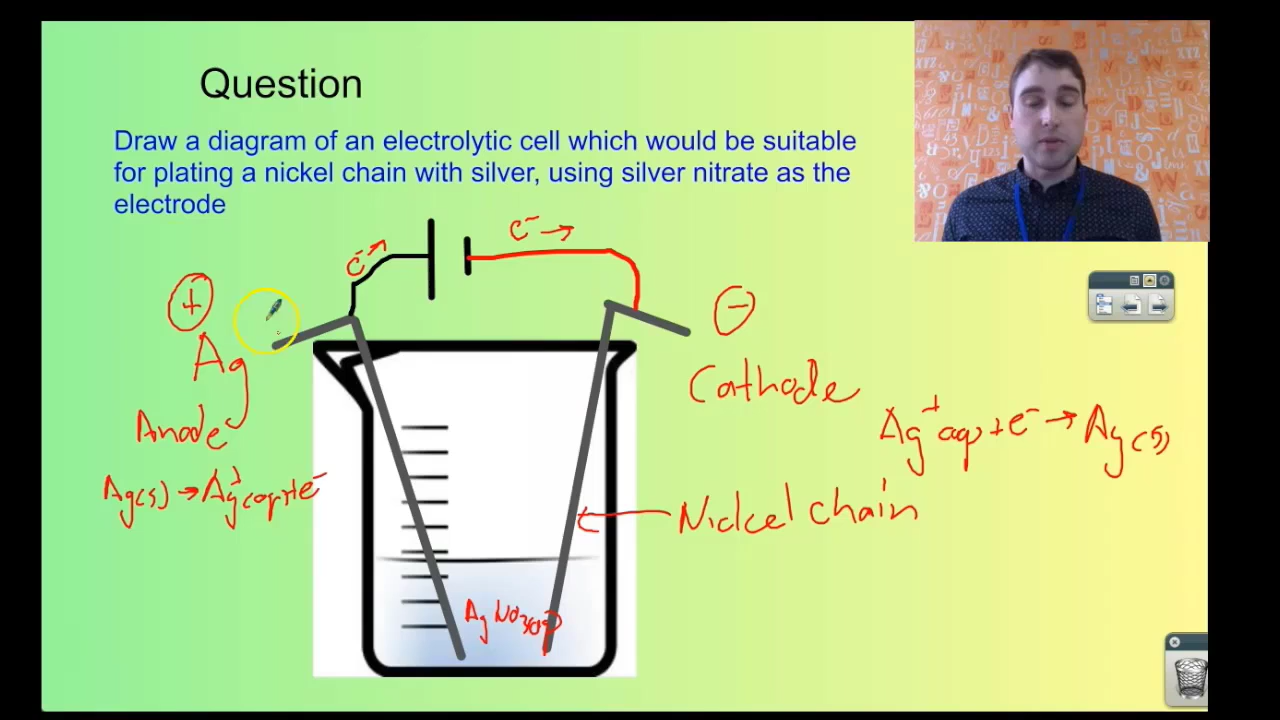 Question
Draw a diagram of an electrolytic cell which would be suitable
for plating a nickel chain with silver, using silver nitrate as the
electrode
e⁻ →
e⁻ →
+
−
Ag
Anode
Ag(s) → Ag⁺(aq)+e⁻
Cathode
Ag⁺aq)+e⁻ → Ag(s)
Nickel chain
AgNO₃(aq)